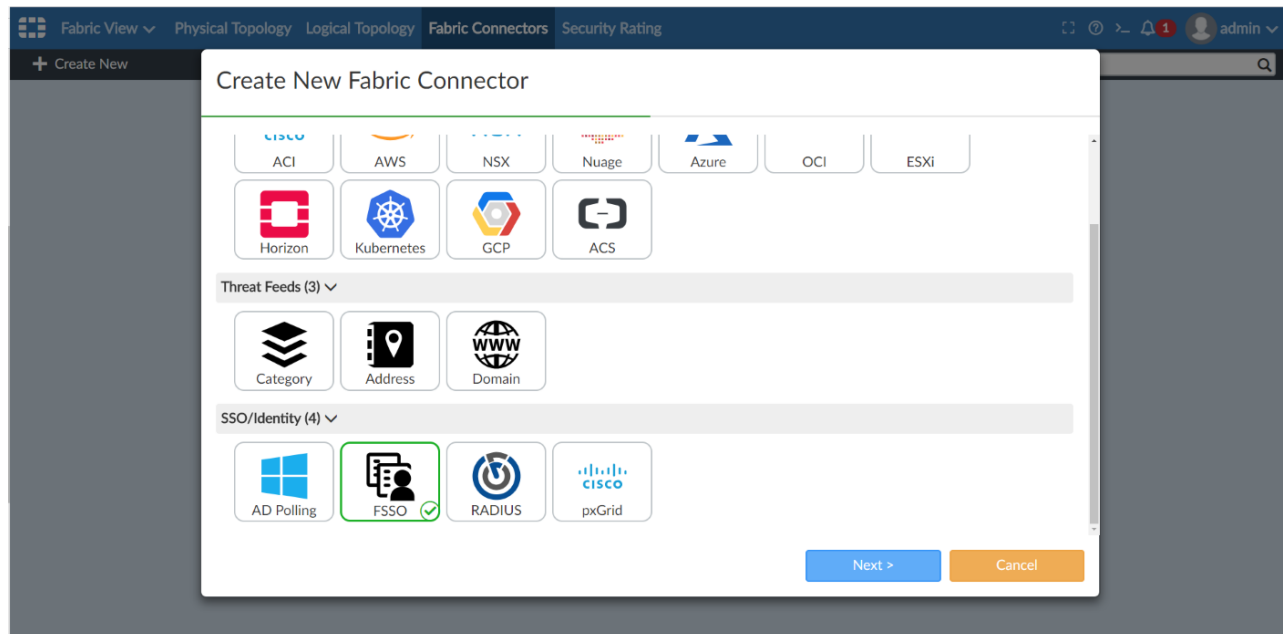 Fabric View Physical Topology Logical Topology Fabric Connectors Security Rating 1 admin
Create New
Create New Fabric Connector
CISCO
ACI AWS NSX Nuage Azure OCI ESXi
Horizon Kubernetes GCP ACS
Threat Feeds (3)
WWW
Category Address Domain
SSO/Identity (4)
CISCO
AD Polling FSSO RADIUS pxGrid
Next > Cancel